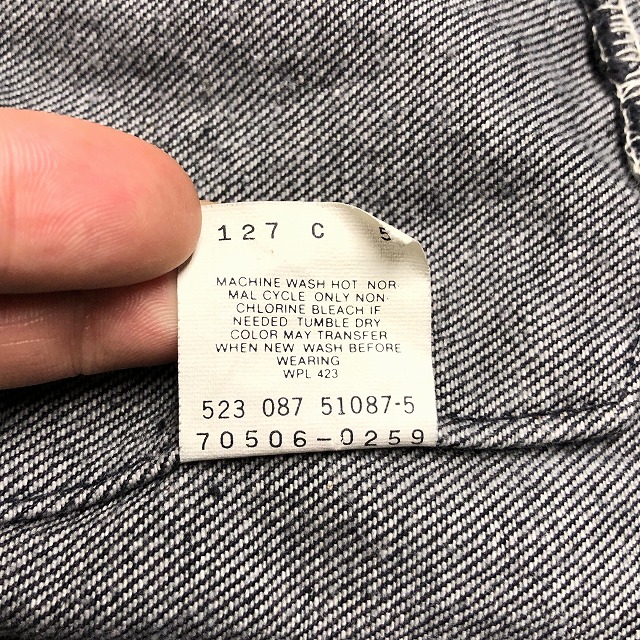 127 C 5
MACHINE WASH HOT NOR
MAL CYCLE ONLY NON-
CHLORINE BLEACH IF
NEEDED TUMBLE DRY
COLOR MAY TRANSFER
WHEN NEW WASH BEFORE
WEARING
WPL 423
523 087 51087-5
70506-0259